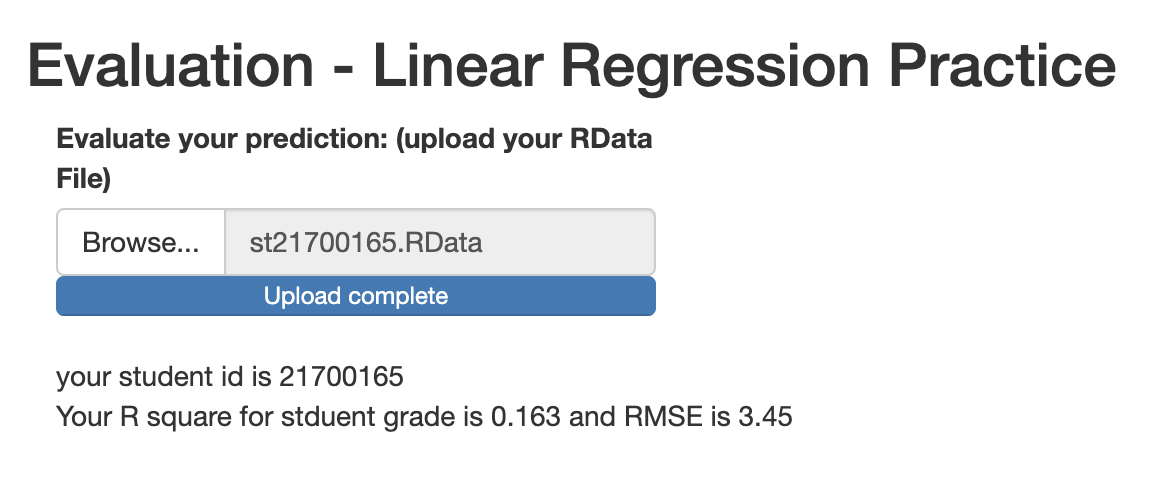 Evaluation - Linear Regression Practice
Evaluate your prediction: (upload your RData
File)
Browse... st21700165.RData
Upload complete
your student id is 21700165
Your R square for stduent grade is 0.163 and RMSE is 3.45